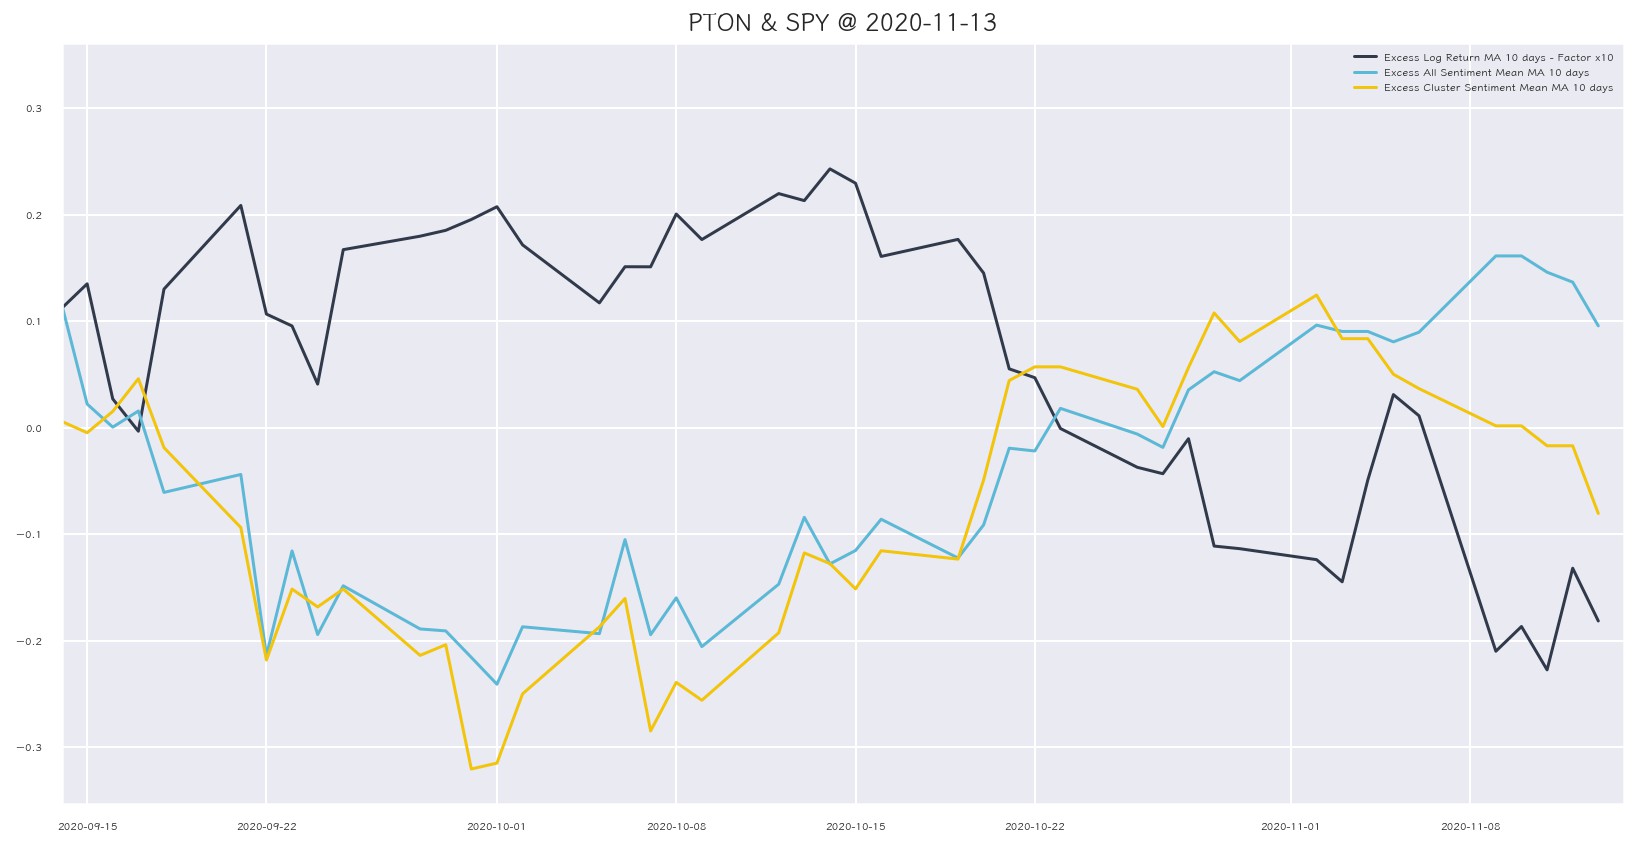 PTON & SPY @ 2020-11-13
Excess Log Return MA 10 days - Factor x10
Excess All Sentiment Mean MA 10 days
Excess Cluster Sentiment Mean MA 10 days
0.3
0.2
0.1
0.0
−0.1
−0.2
−0.3
2020-09-15 2020-09-22 2020-10-01 2020-10-08 2020-10-15 2020-10-22 2020-11-01 2020-11-08